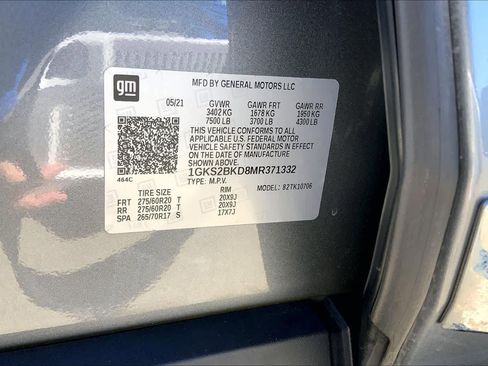 gm
MFD BY GENERAL MOTORS LLC
05/21 GVWR GAWR FRT GAWR RR
3402 KG 1678 KG 1950 KG
7500 LB 3700 LB 4300 LB
THIS VEHICLE CONFORMS TO ALL
APPLICABLE U.S. FEDERAL MOTOR
VEHICLE SAFETY STANDARDS IN EFFECT
ON THE DATE OF MANUFACTURE
SHOWN ABOVE.
464C 1GKS2BKD8MR371332
TYPE: M.P.V. MODEL: 82TK10706
TIRE SIZE RIM
FRT 275/60R20 T 20X9J
RR 275/60R20 T 20X9J
SPA 265/70R17 S 17X7J